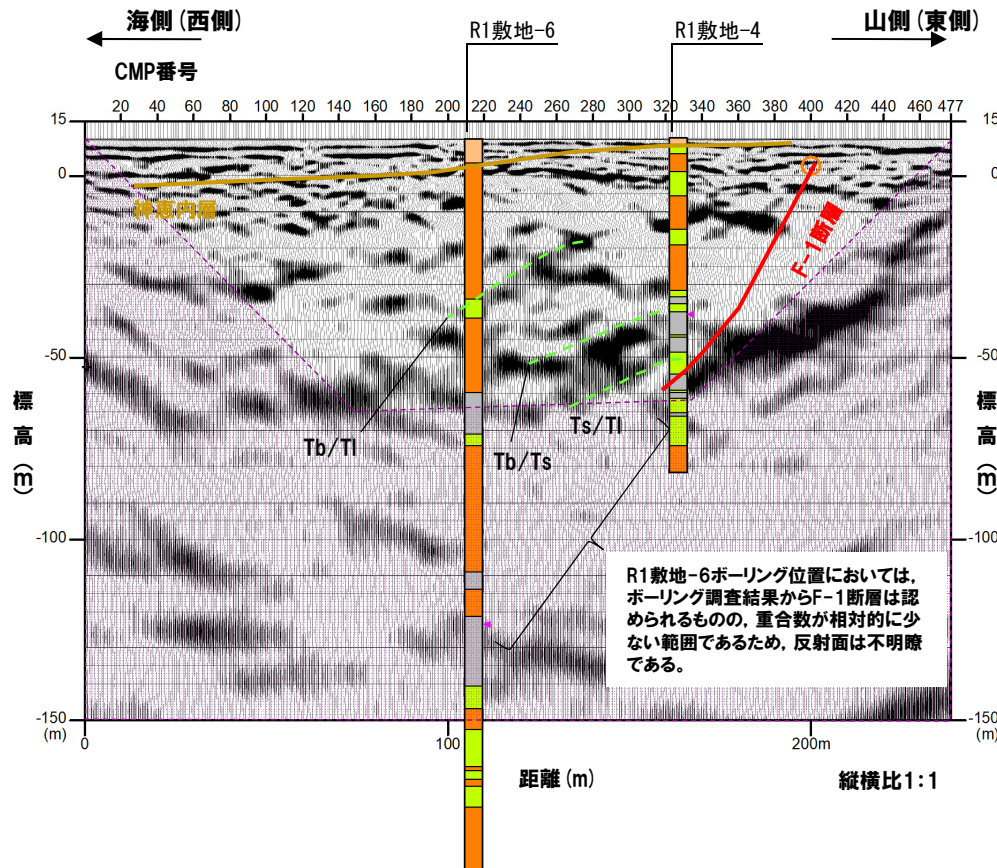 海側(西側)
R1敷地-6
R1敷地-4
山側(東側)
CMP番号
20 40 60 80 100 120 140 160 180 200 220 240 260 280 300 320 340 360 380 400 420 440 460 477
15
15
0
0
神恵内層
F-1断層
-50
-50
標高(m)
標高(m)
Tb/Tl
Tb/Ts
Ts/Tl
-100
-100
R1敷地-6ボーリング位置においては,
ボーリング調査結果からF-1断層は認
められるものの, 重合数が相対的に少
ない範囲であるため, 反射面は不明瞭
である。
-150
(m)
-150
(m)
0
100
200m
距離(m)
縦横比1:1